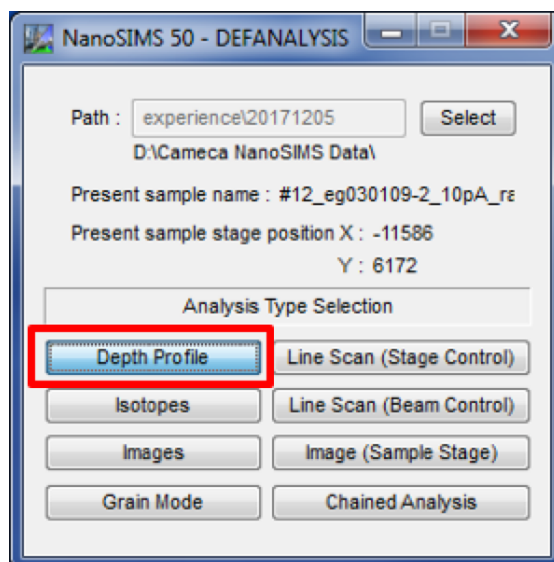 NanoSIMS 50 - DEFANALYSIS
Path : experience\20171205 Select
D:\Cameca NanoSIMS Data\
Present sample name : #12_eg030109-2_10pA_ra
Present sample stage position X : -11586
Y : 6172
Analysis Type Selection
Depth Profile Line Scan (Stage Control)
Isotopes Line Scan (Beam Control)
Images Image (Sample Stage)
Grain Mode Chained Analysis